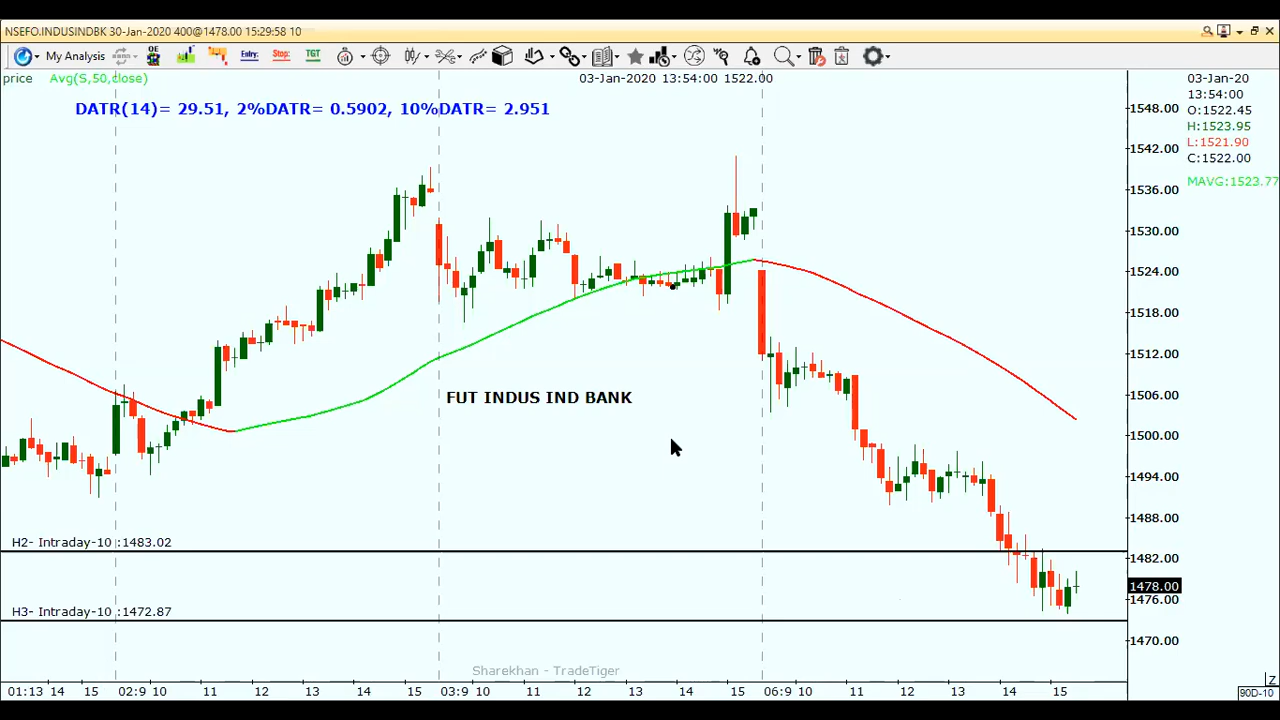 NSEFO.INDUSINDBK 30-Jan-2020 400@1478.00 15:29:58 10
My Analysis OE Entry Stop: TGT
price Avg(S,50,close) 03-Jan-2020 13:54:00 1522.00
DATR(14)= 29.51, 2%DATR= 0.5902, 10%DATR= 2.951
03-Jan-20
13:54:00
O:1522.45
H:1523.95
L:1521.90
C:1522.00
MAVG:1523.77
1548.00
1542.00
1536.00
1530.00
1524.00
1518.00
1512.00
1506.00
1500.00
1494.00
1488.00
1482.00
1478.00
1476.00
1470.00
FUT INDUS IND BANK
H2- Intraday-10 :1483.02
H3- Intraday-10 :1472.87
Sharekhan - TradeTiger
01:13 14 15 02:9 10 11 12 13 14 15 03:9 10 11 12 13 14 15 06:9 10 11 12 13 14 15
Z
90D-10